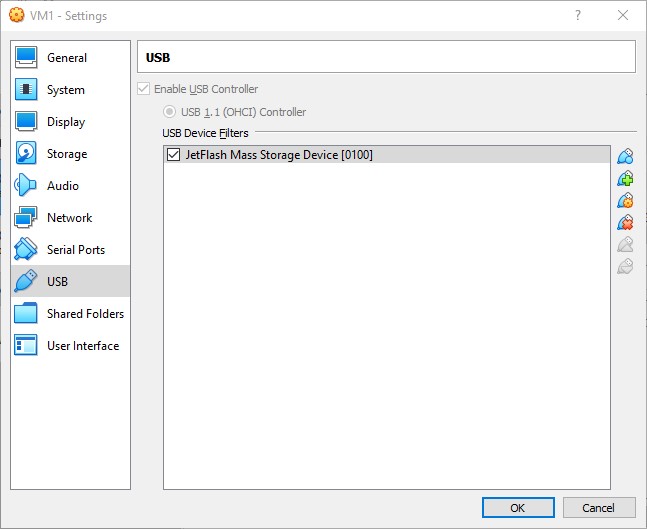 VM1 - Settings
?
General
System
Display
Storage
Audio
Network
Serial Ports
USB
Shared Folders
User Interface
USB
Enable USB Controller
USB 1.1 (OHCI) Controller
USB Device Filters
JetFlash Mass Storage Device [0100]
OK
Cancel